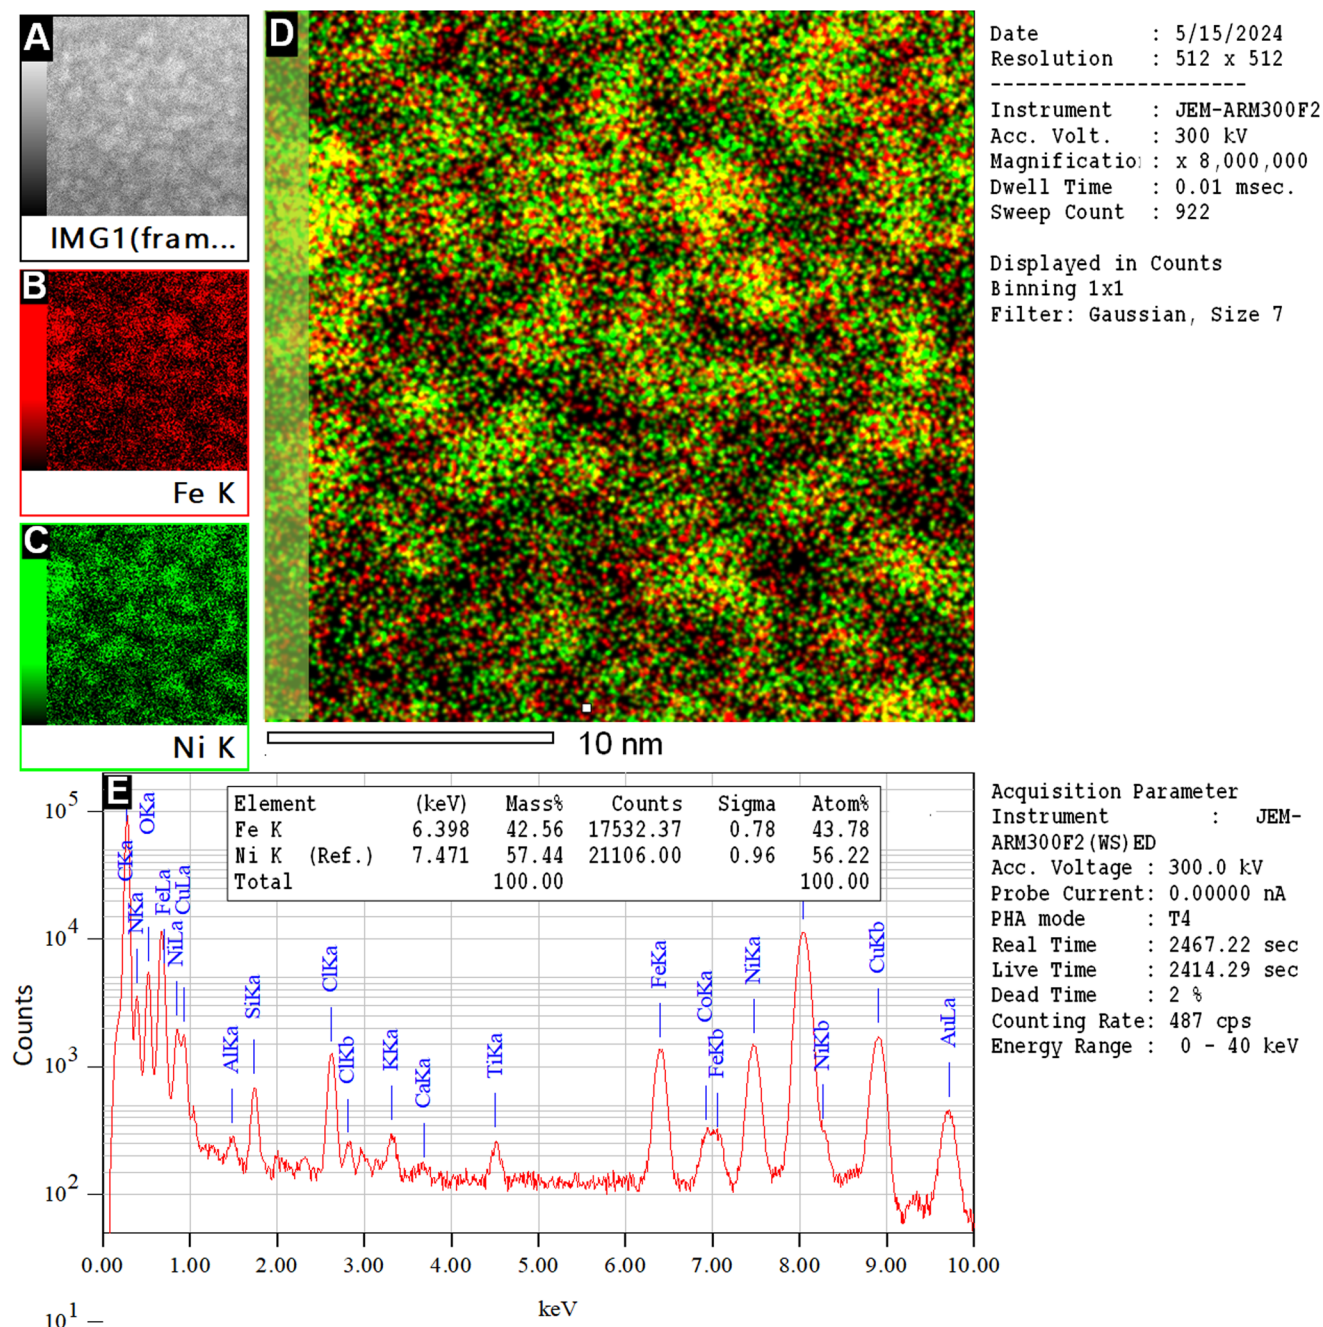 A
IMG1(fram...
B
Fe K
C
Ni K
D
10 nm
Date : 5/15/2024
Resolution : 512 x 512
-------------------------
Instrument : JEM-ARM300F2
Acc. Volt. : 300 kV
Magnificatio : x 8,000,000
Dwell Time : 0.01 msec.
Sweep Count : 922
Displayed in Counts
Binning 1x1
Filter: Gaussian, Size 7
E
Element (keV) Mass% Counts Sigma Atom%
Fe K 6.398 42.56 17532.37 0.78 43.78
Ni K (Ref.) 7.471 57.44 21106.00 0.96 56.22
Total 100.00 100.00
CKa
NKa
OKa
FeLa
NiLa
CuLa
AlKa
SiKa
ClKa
ClKb
KKa
CaKa
TiKa
FeKa
CoKa
FeKb
NiKa
NiKb
CuKb
AuLa
Counts
10^5
10^4
10^3
10^2
10^1
0.00 1.00 2.00 3.00 4.00 5.00 6.00 7.00 8.00 9.00 10.00
keV
Acquisition Parameter
Instrument : JEM-
ARM300F2(WS)ED
Acc. Voltage : 300.0 kV
Probe Current: 0.00000 nA
PHA mode : T4
Real Time : 2467.22 sec
Live Time : 2414.29 sec
Dead Time : 2 %
Counting Rate: 487 cps
Energy Range : 0 - 40 keV